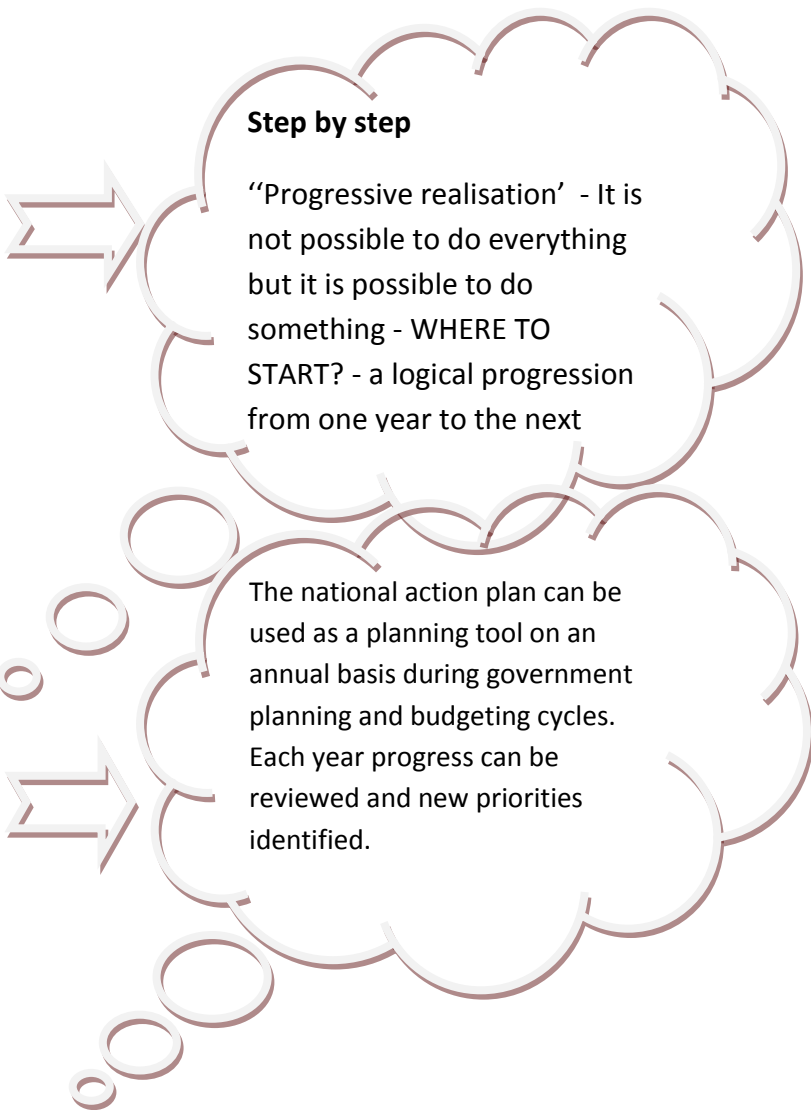 Step by step
‘‘Progressive realisation’ - It is
not possible to do everything
but it is possible to do
something - WHERE TO
START? - a logical progression
from one year to the next
The national action plan can be
used as a planning tool on an
annual basis during government
planning and budgeting cycles.
Each year progress can be
reviewed and new priorities
identified.